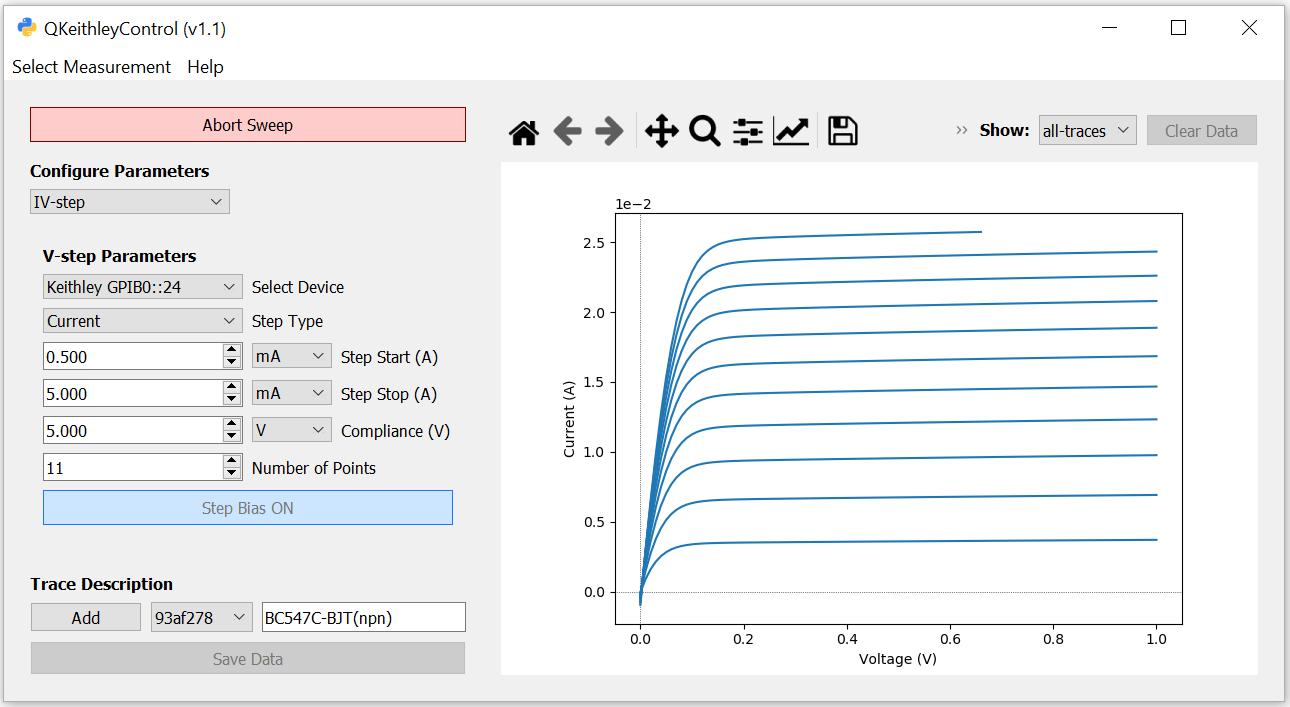 QKeithleyControl (v1.1)
Select Measurement Help
Abort Sweep
Configure Parameters
IV-step
V-step Parameters
Keithley GPIB0::24 Select Device
Current Step Type
0.500 mA Step Start (A)
5.000 mA Step Stop (A)
5.000 V Compliance (V)
11 Number of Points
Step Bias ON
Trace Description
Add 93af278 BC547C-BJT(npn)
Save Data
Show: all-traces Clear Data
1e−2
2.5
2.0
1.5
1.0
0.5
0.0
Current (A)
0.0 0.2 0.4 0.6 0.8 1.0
Voltage (V)